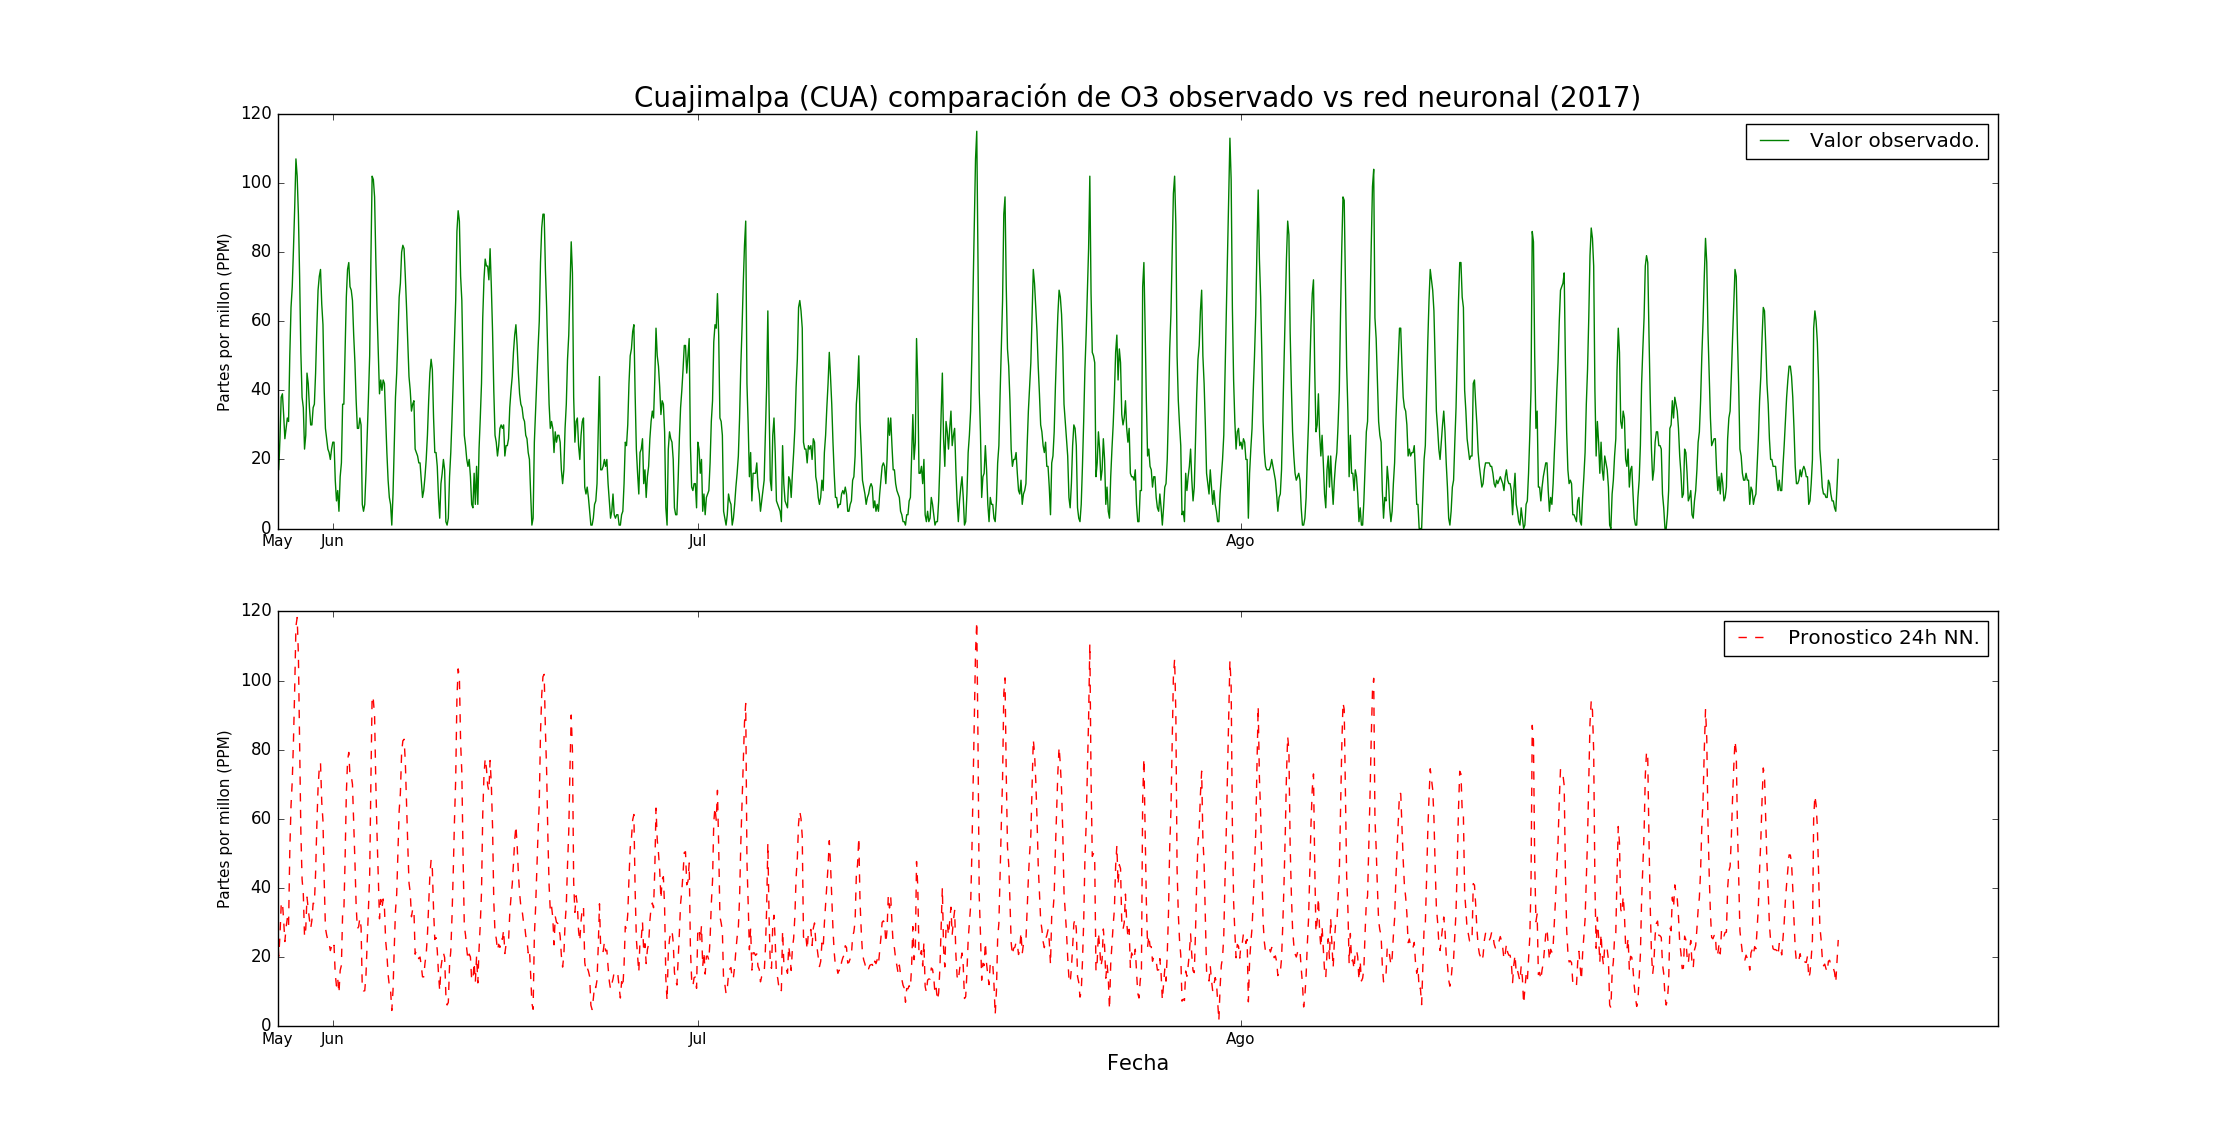 Cuajimalpa (CUA) comparación de O3 observado vs red neuronal (2017)
120
100
80
60
40
20
0
Partes por millon (PPM)
Valor observado.
May Jun Jul Ago
120
100
80
60
40
20
0
Partes por millon (PPM)
Pronostico 24h NN.
May Jun Jul Ago
Fecha